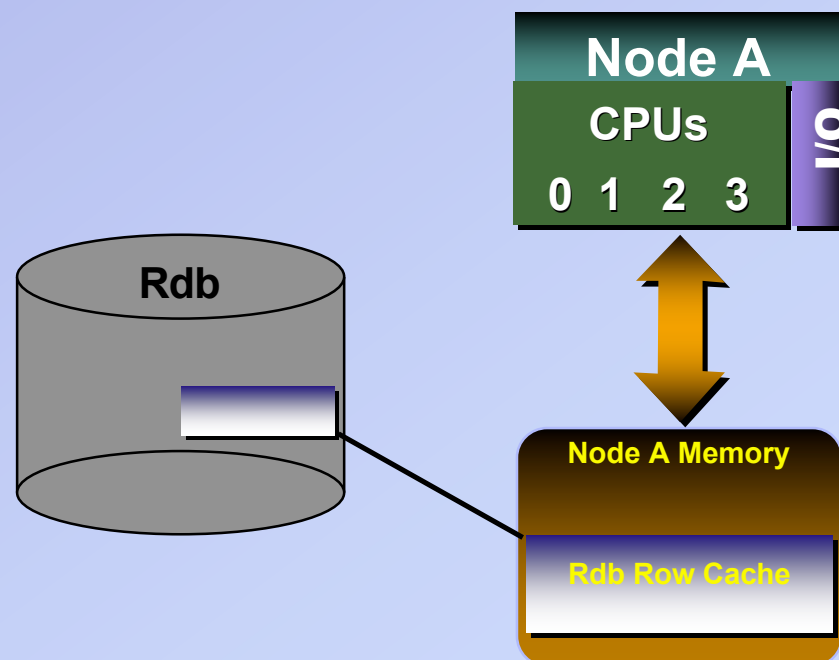 Node A
CPUs
0 1 2 3
I/O
Rdb
Node A Memory
Rdb Row Cache